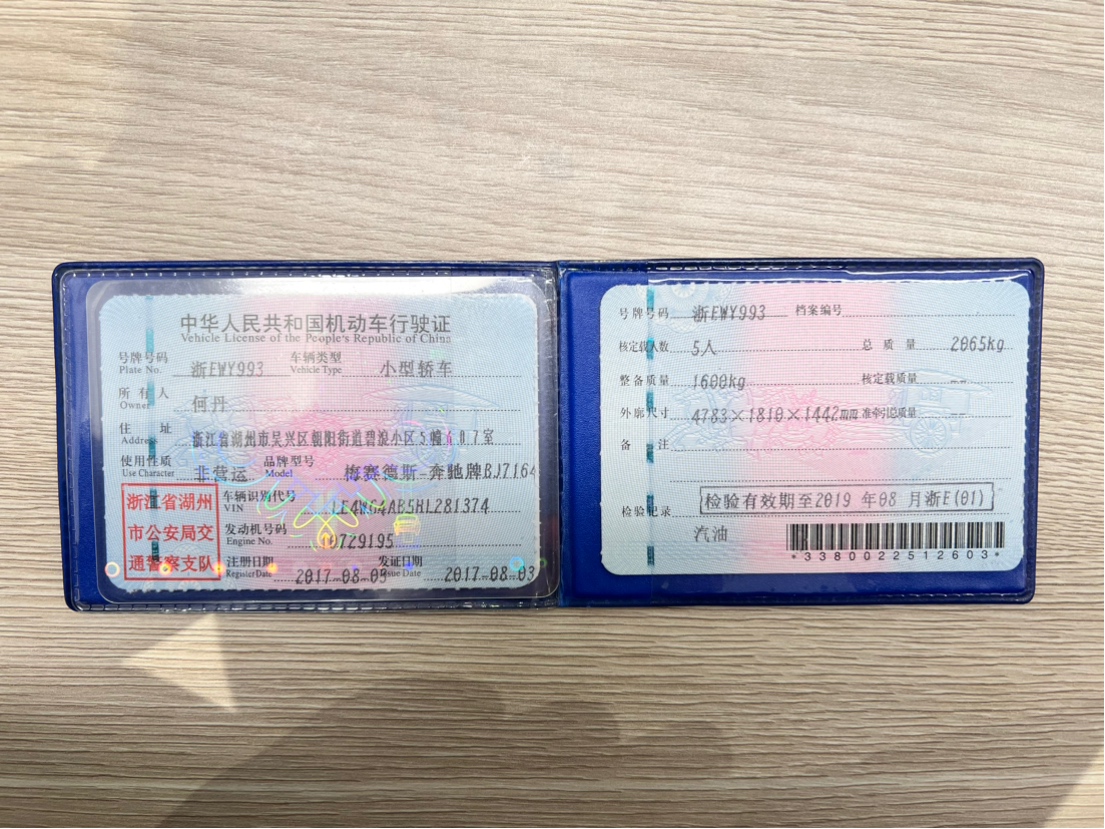 中华人民共和国机动车行驶证
Vehicle License of the People's Republic of China
号牌号码 浙EWY993 车辆类型 小型轿车
Plate No. Vehicle Type
所有人 何丹
Owner
住址 浙江省湖州市吴兴区朝阳街道碧浪小区5幢 07室
Address
使用性质 非营运 品牌型号 梅赛德斯-奔驰牌BJ7164
Use Character Model
浙江省湖州
市公安局交
通警察支队
车辆识别代号 LE4WG4AB5HL281374
VIN
发动机号码 10729195
Engine No.
注册日期 2017-08-03 发证日期 2017-08-03
Register Date Issue Date
号牌号码 浙EWY993 档案编号
核定载人数 5人 总质量 2065kg
整备质量 1600kg 核定载质量 --
外廓尺寸 4783×1810×1442mm 准牵引总质量 --
备注
检验记录 检验有效期至2019 年08 月浙E(01)
汽油
*3380022512603*